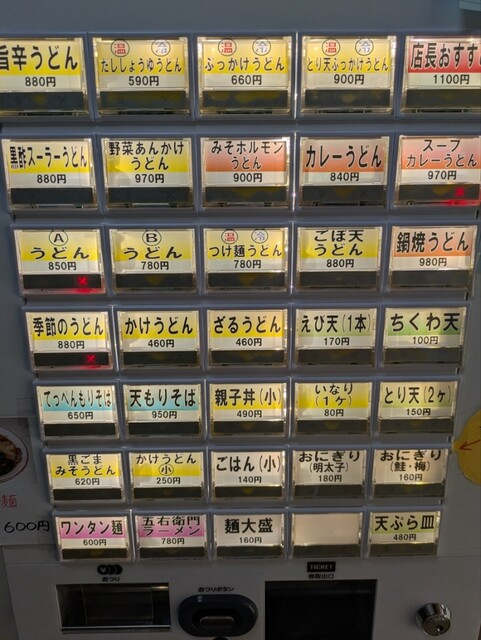 旨辛うどん
880円
温 冷
だししょうゆうどん
590円
温 冷
ぶっかけうどん
660円
温 冷
とり天ぶっかけうどん
900円
店長おすす
1100円
黒酢スーラーうどん
880円
野菜あんかけ
うどん
970円
みそホルモン
うどん
900円
カレーうどん
840円
スープ
カレーうどん
970円
A
うどん
850円
B
うどん
780円
温 冷
つけ麺うどん
780円
ごぼ天
うどん
880円
鍋焼うどん
980円
季節のうどん
880円
かけうどん
460円
ざるうどん
460円
えび天(1本)
170円
ちくわ天
100円
てっぺんもりそば
650円
天もりそば
950円
親子丼(小)
490円
いなり
(1ヶ)
80円
とり天(2ヶ)
150円
黒ごま
みそうどん
620円
かけうどん
小
250円
ごはん(小)
140円
おにぎり
(明太子)
180円
おにぎり
(鮭・梅)
160円
麺
600円
ワンタン麺
600円
五右衛門
ラーメン
780円
麺大盛
160円
天ぷら皿
480円
おつり
おつりボタン
TICKET
券取出口